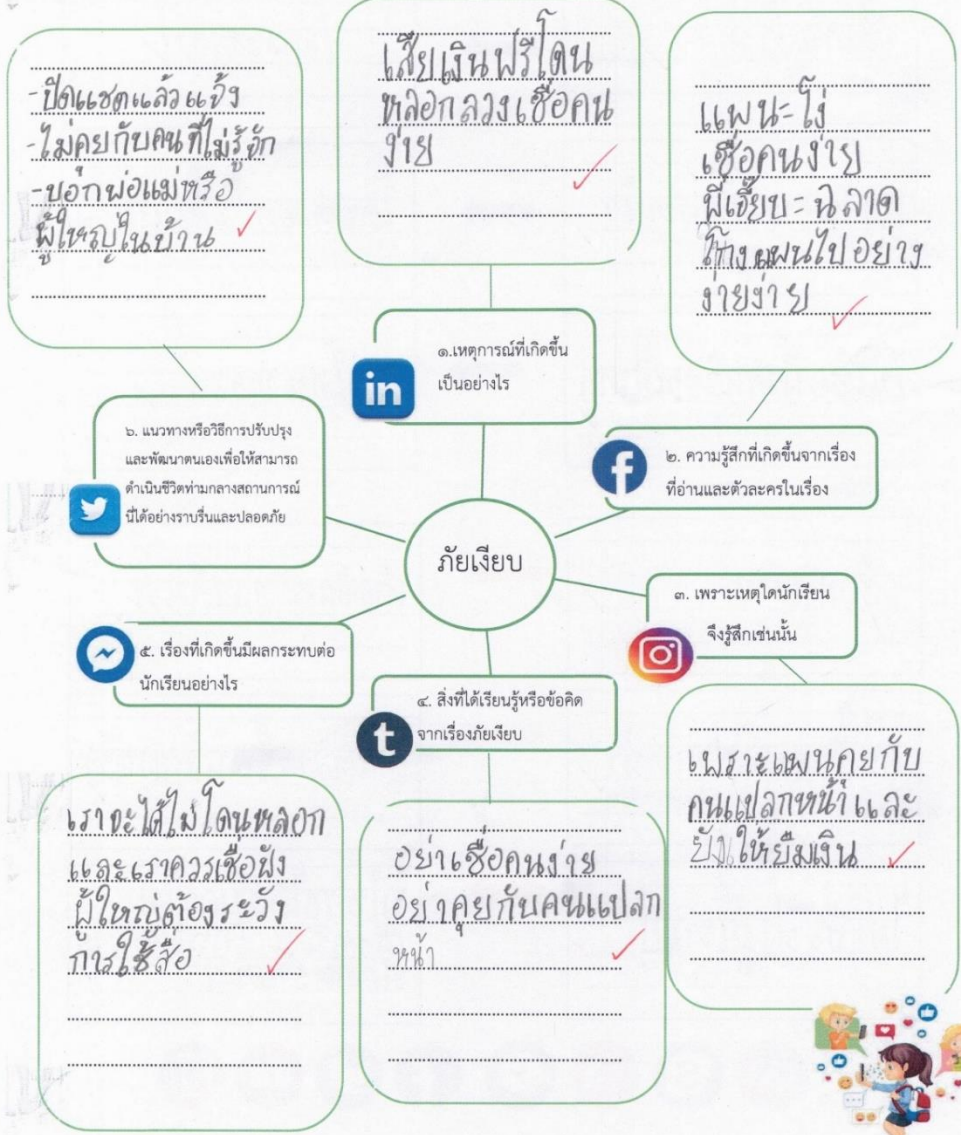 -ปิดแชตแล้วแจ้ง
-ไม่คุยกับคนที่ไม่รู้จัก
-บอกพ่อแม่หรือ
ผู้ใหญ่ในบ้าน
เสียเงินฟรีโดน
หลอกลวงเชื่อคน
ง่าย
แพน=โง่
เชื่อคนง่าย
พี่เจี๊ยบ=ฉลาด
โกงแพนไปอย่าง
ง่ายง่าย
๑.เหตุการณ์ที่เกิดขึ้น
เป็นอย่างไร
in
๖. แนวทางหรือวิธีการปรับปรุง
และพัฒนาตนเองเพื่อให้สามารถ
ดำเนินชีวิตท่ามกลางสถานการณ์
นี้ได้อย่างราบรื่นและปลอดภัย
f
๒. ความรู้สึกที่เกิดขึ้นจากเรื่อง
ที่อ่านและตัวละครในเรื่อง
ภัยเงียบ
๓. เพราะเหตุใดนักเรียน
จึงรู้สึกเช่นนั้น
๕. เรื่องที่เกิดขึ้นมีผลกระทบต่อ
นักเรียนอย่างไร
t
๔. สิ่งที่ได้เรียนรู้หรือข้อคิด
จากเรื่องภัยเงียบ
เราจะได้ไม่โดนหลอก
และเราควรเชื่อฟัง
ผู้ใหญ่ต้องระวัง
การใช้สื่อ
อย่าเชื่อคนง่าย
อย่าคุยกับคนแปลก
หน้า
เพราะแพนคุยกับ
คนแปลกหน้าและ
ยังให้ยืมเงิน